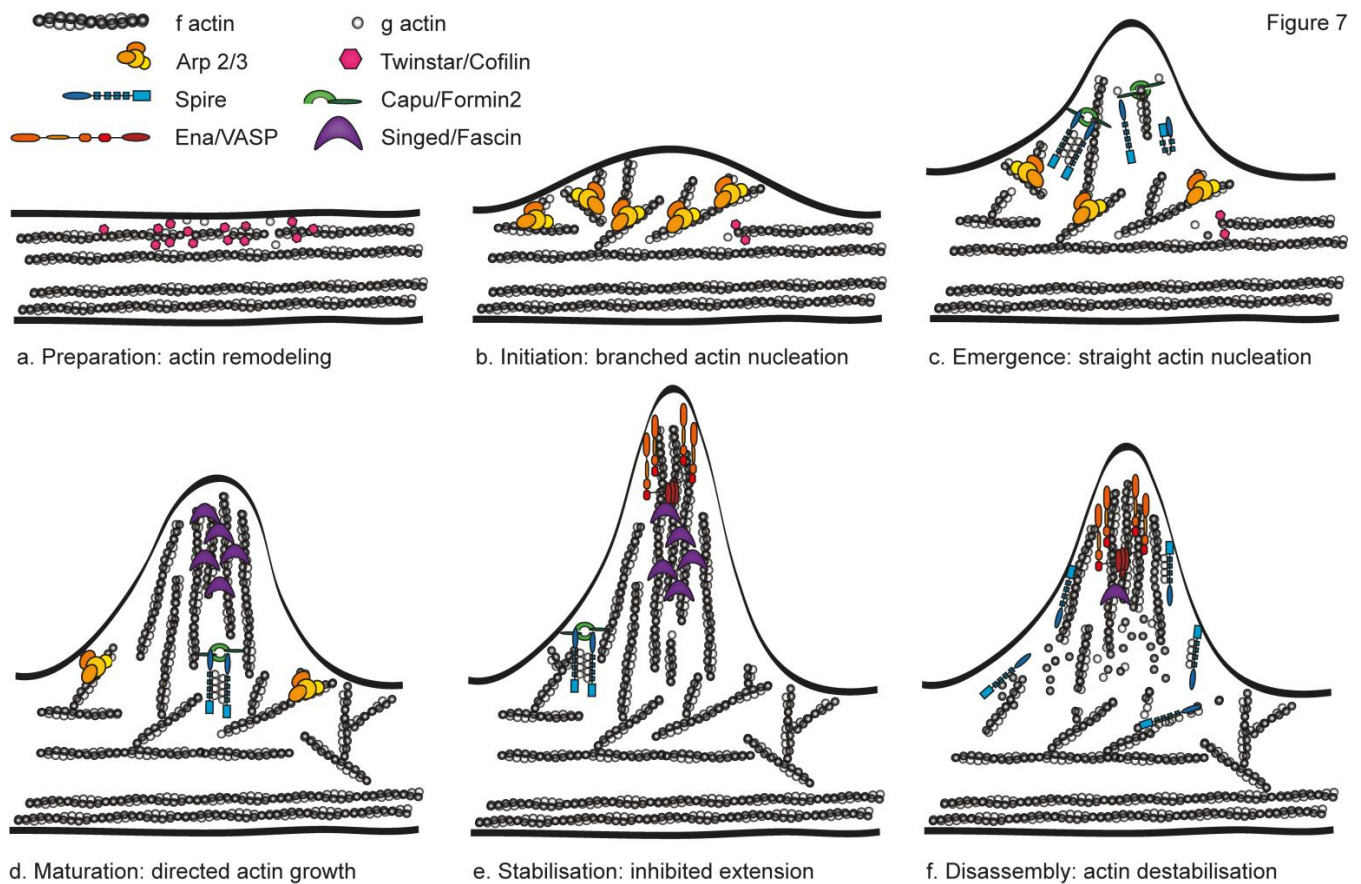 Figure 7
f actin
g actin
Arp 2/3
Twinstar/Cofilin
Spire
Capu/Formin2
Ena/VASP
Singed/Fascin
a. Preparation: actin remodeling
b. Initiation: branched actin nucleation
c. Emergence: straight actin nucleation
d. Maturation: directed actin growth
e. Stabilisation: inhibited extension
f. Disassembly: actin destabilisation